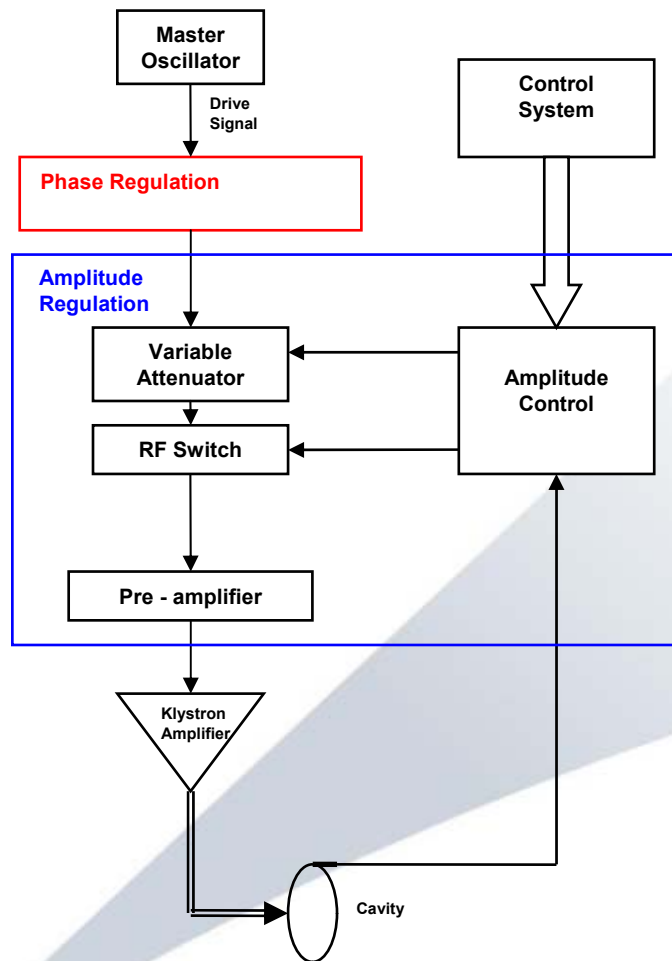 Master
Oscillator
Control
System
Drive
Signal
Phase Regulation
Amplitude
Regulation
Variable
Attenuator
Amplitude
Control
RF Switch
Pre - amplifier
Klystron
Amplifier
Cavity